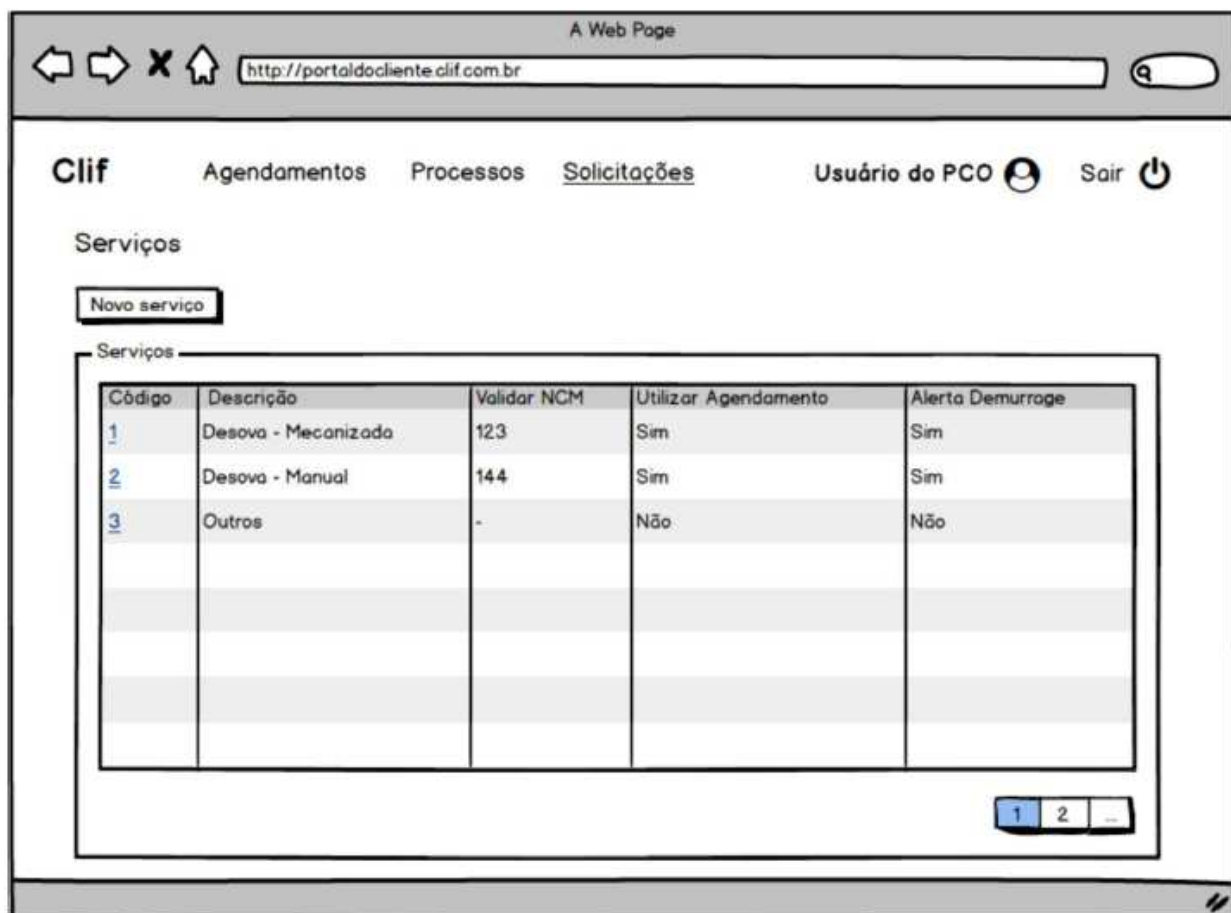 A Web Page
http://portaldocliente.clif.com.br
Clif Agendamentos Processos Solicitações Usuário do PCO Sair
Serviços
Novo serviço
Serviços
Código Descrição Validar NCM Utilizar Agendamento Alerta Demurrage
1 Desova - Mecanizada 123 Sim Sim
2 Desova - Manual 144 Sim Sim
3 Outros - Não Não
1 2 ...